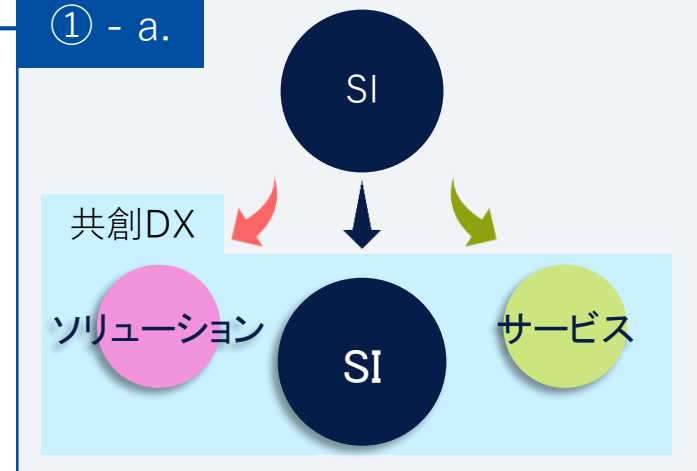 ① - a.
SI
共創DX
ソリューション
SI
サービス